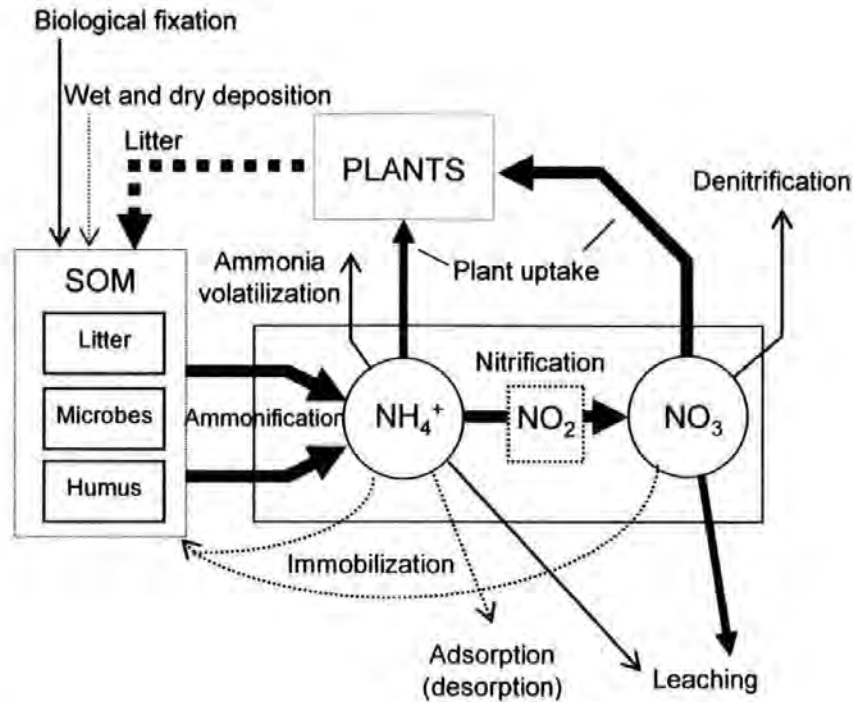 Biological fixation
Wet and dry deposition
Litter
PLANTS
Denitrification
SOM
Ammonia
volatilization
Plant uptake
Litter
Nitrification
Microbes
Ammonification
NH₄⁺
NO₂
NO₃
Humus
Immobilization
Adsorption
(desorption)
Leaching